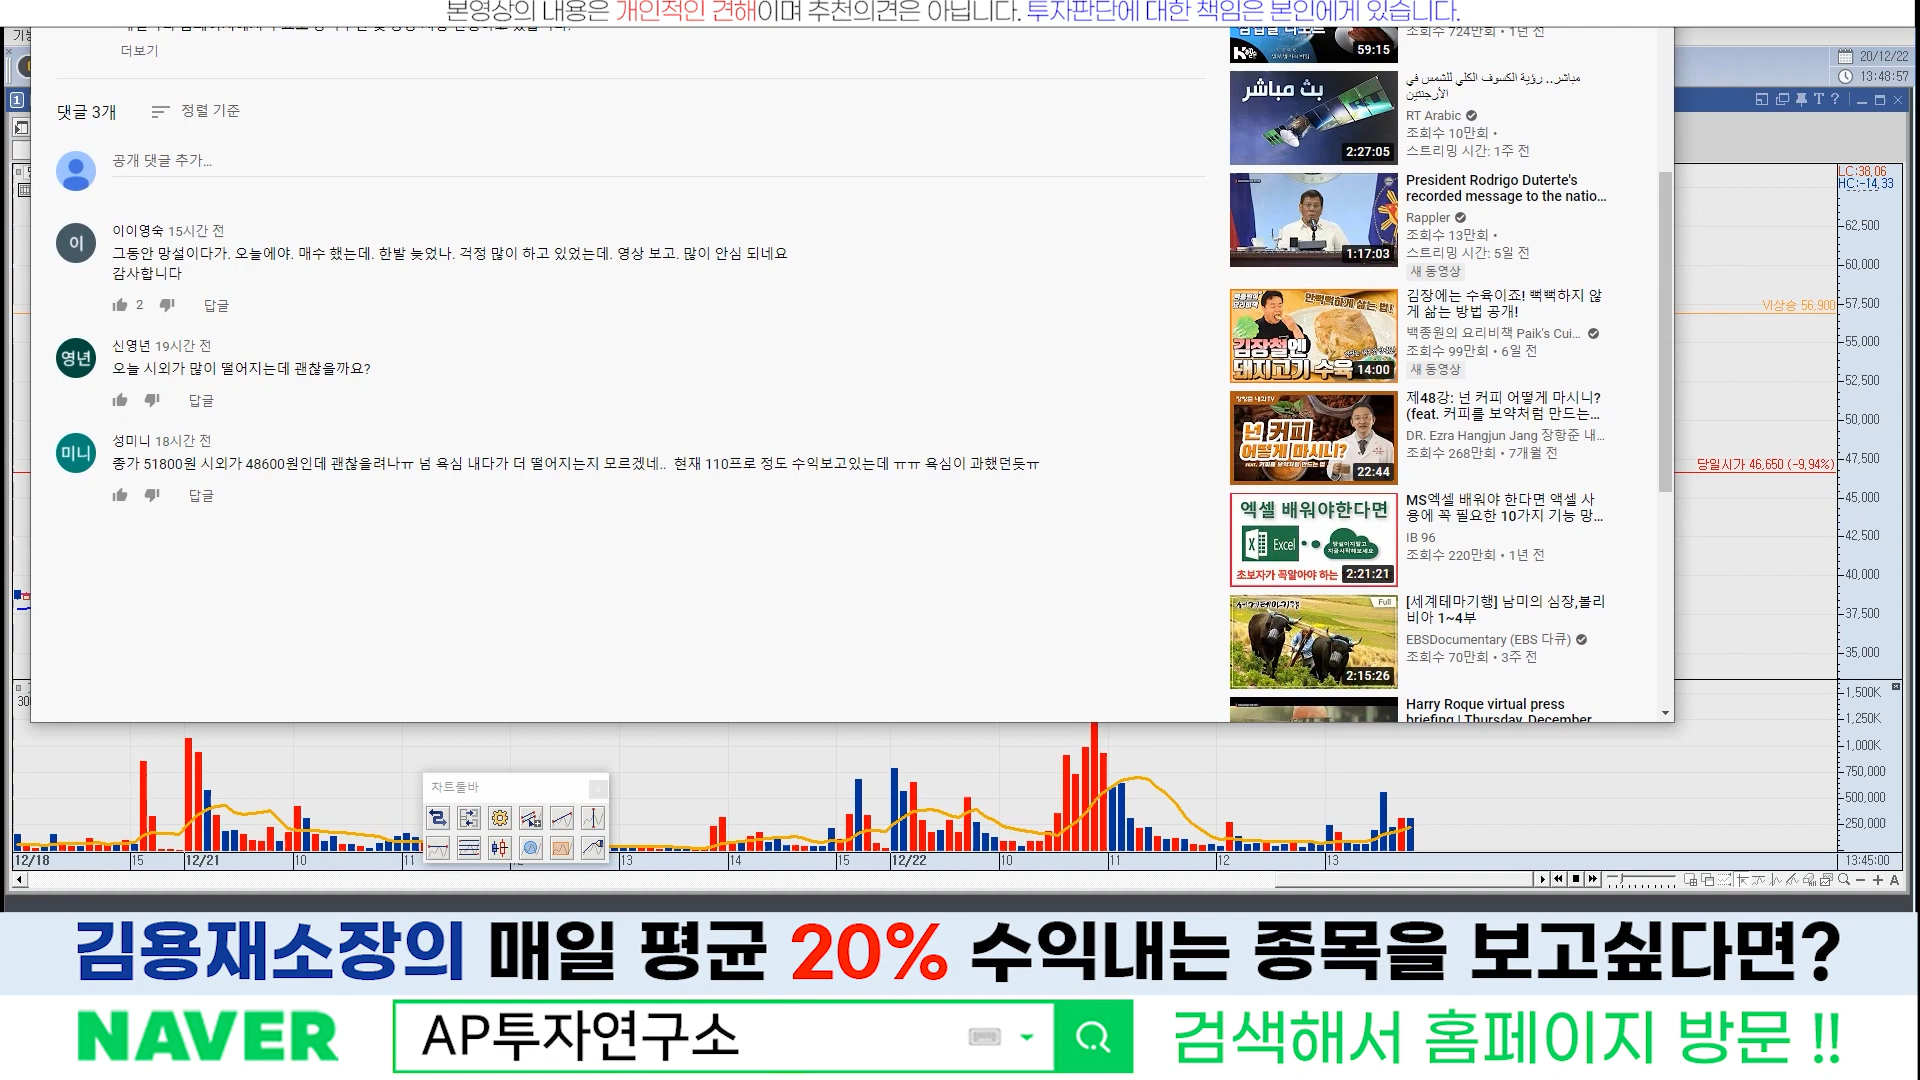 본영상의 내용은 개인적인 견해이며 추천의견은 아닙니다. 투자판단에 대한 책임은 본인에게 있습니다.
더보기
댓글 3개
정렬 기준
공개 댓글 추가...
이
이이영숙 15시간 전
그동안 망설이다가. 오늘에야. 매수 했는데. 한발 늦었나. 걱정 많이 하고 있었는데. 영상 보고. 많이 안심 되네요
감사합니다
2
답글
영년
신영년 19시간 전
오늘 시외가 많이 떨어지는데 괜찮을까요?
답글
미니
성미니 18시간 전
종가 51800원 시외가 48600원인데 괜찮을려나ㅠ 넘 욕심 내다가 더 떨어지는지 모르겠네.. 현재 110프로 정도 수익보고있는데 ㅠㅠ 욕심이 과했던듯ㅠ
답글
59:15
조회수 724만회 • 1년 전
بث مباشر
2:27:05
مباشر.. رؤية الكسوف الكلي للشمس في
الأرجنتين
RT Arabic
조회수 10만회 •
스트리밍 시간: 1주 전
1:17:03
President Rodrigo Duterte's
recorded message to the natio...
Rappler
조회수 13만회 •
스트리밍 시간: 5일 전
새 동영상
김장철엔
돼지고기 수육
14:00
김장에는 수육이죠! 뻑뻑하지 않
게 삶는 방법 공개!
백종원의 요리비책 Paik's Cui...
조회수 99만회 • 6일 전
새 동영상
넌 커피
어떻게 마시니?
22:44
제48강: 넌 커피 어떻게 마시니?
(feat. 커피를 보약처럼 만드는...
DR. Ezra Hangjun Jang 장항준 내...
조회수 268만회 • 7개월 전
엑셀 배워야한다면
Excel
초보자가 꼭알아야 하는
2:21:21
MS엑셀 배워야 한다면 액셀 사
용에 꼭 필요한 10가지 기능 망...
IB 96
조회수 220만회 • 1년 전
세계테마기행
Full
2:15:26
[세계테마기행] 남미의 심장,볼리
비아 1~4부
EBSDocumentary (EBS 다큐)
조회수 70만회 • 3주 전
Harry Roque virtual press
briefing | Thursday, December
20/12/22
13:48:57
1
LC:38.06
HC:-14.33
62,500
60,000
VI상승 56,900
57,500
55,000
52,500
50,000
당일시가 46,650 (-9.94%)
47,500
45,000
42,500
40,000
37,500
35,000
1,500K
1,250K
1,000K
750,000
500,000
250,000
차트툴바
12/18
15
12/21
10
11
13
14
15
12/22
10
11
12
13
13:45:00
김용재소장의 매일 평균 20% 수익내는 종목을 보고싶다면?
NAVER
AP투자연구소
검색해서 홈페이지 방문 !!